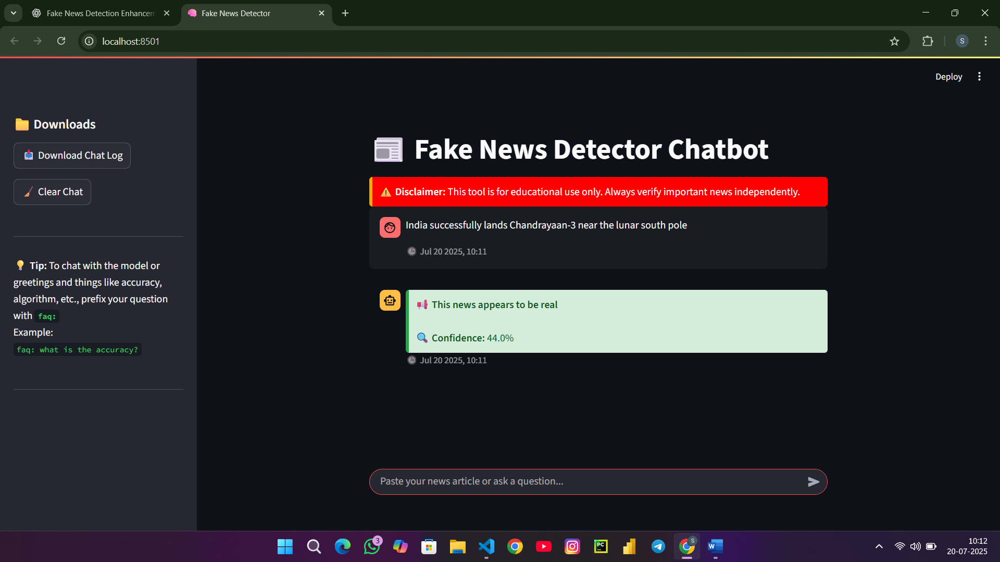 Fake News Detection Enhancem
Fake News Detector
localhost:8501
S
Deploy
Downloads
Download Chat Log
Clear Chat
Tip: To chat with the model or
greetings and things like accuracy,
algorithm, etc., prefix your question
with faq:
Example:
faq: what is the accuracy?
Fake News Detector Chatbot
Disclaimer: This tool is for educational use only. Always verify important news independently.
India successfully lands Chandrayaan-3 near the lunar south pole
Jul 20 2025, 10:11
This news appears to be real
Confidence: 44.0%
Jul 20 2025, 10:11
Paste your news article or ask a question...
3
PC
S
W
10:12
20-07-2025